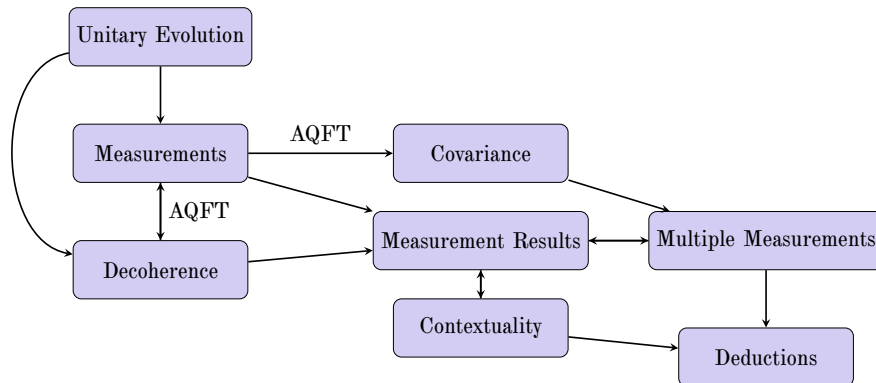 Unitary Evolution
AQFT
Measurements
Covariance
AQFT
Measurement Results
Multiple Measurements
Decoherence
Contextuality
Deductions